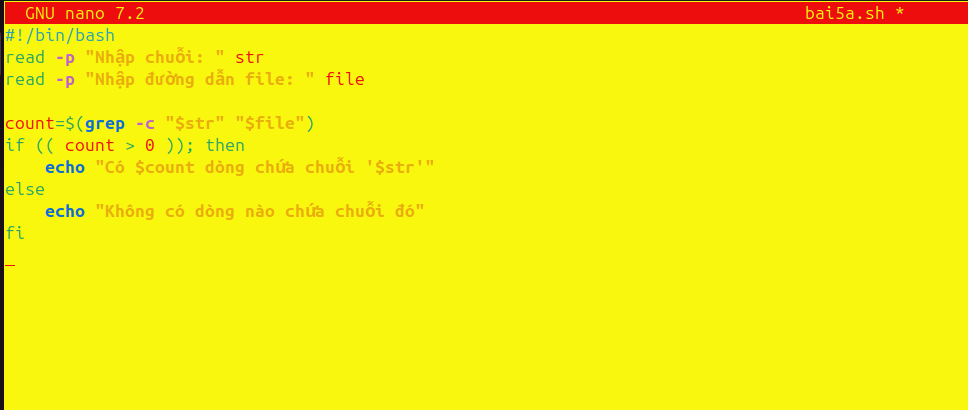 GNU nano 7.2 bai5a.sh *
#!/bin/bash
read -p "Nhập chuỗi: " str
read -p "Nhập đường dẫn file: " file
count=$(grep -c "$str" "$file")
if (( count > 0 )); then
    echo "Có $count dòng chứa chuỗi '$str'"
else
    echo "Không có dòng nào chứa chuỗi đó"
fi